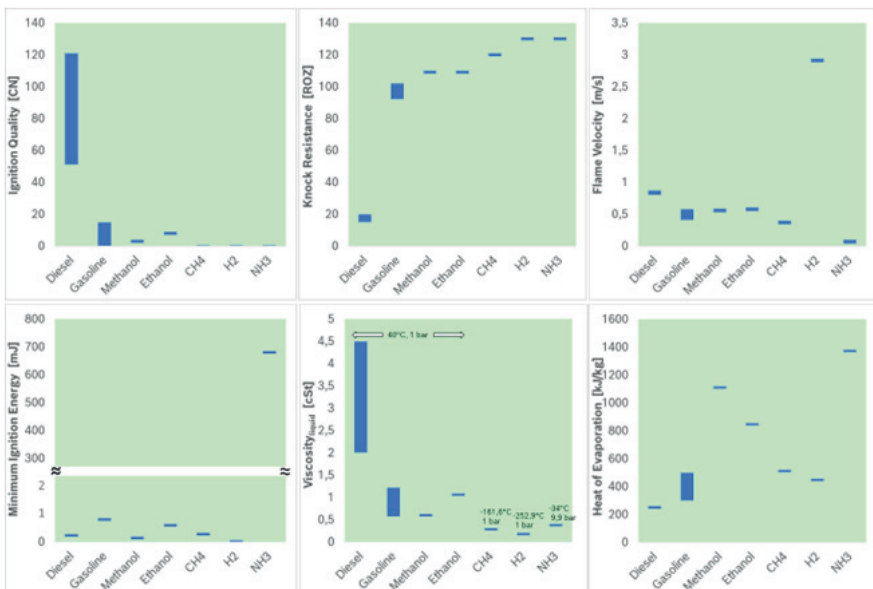 Ignition Quality [CN]
140
120
100
80
60
40
20
0
Diesel
Gasoline
Methanol
Ethanol
CH4
H2
NH3
Knock Resistance [ROZ]
140
120
100
80
60
40
20
0
Diesel
Gasoline
Methanol
Ethanol
CH4
H2
NH3
Flame Velocity [m/s]
3,5
3
2,5
2
1,5
1
0,5
0
Diesel
Gasoline
Methanol
Ethanol
CH4
H2
NH3
Minimum Ignition Energy [mJ]
800
700
600
500
400
300
2
1
0
Diesel
Gasoline
Methanol
Ethanol
CH4
H2
NH3
Viscosityliquid [cSt]
5
4,5
4
3,5
3
2,5
2
1,5
1
0,5
0
40°C, 1 bar
-161,6°C
1 bar
-252,9°C
1 bar
-34°C
9,9 bar
Diesel
Gasoline
Methanol
Ethanol
CH4
H2
NH3
Heat of Evaporation [kJ/kg]
1600
1400
1200
1000
800
600
400
200
0
Diesel
Gasoline
Methanol
Ethanol
CH4
H2
NH3